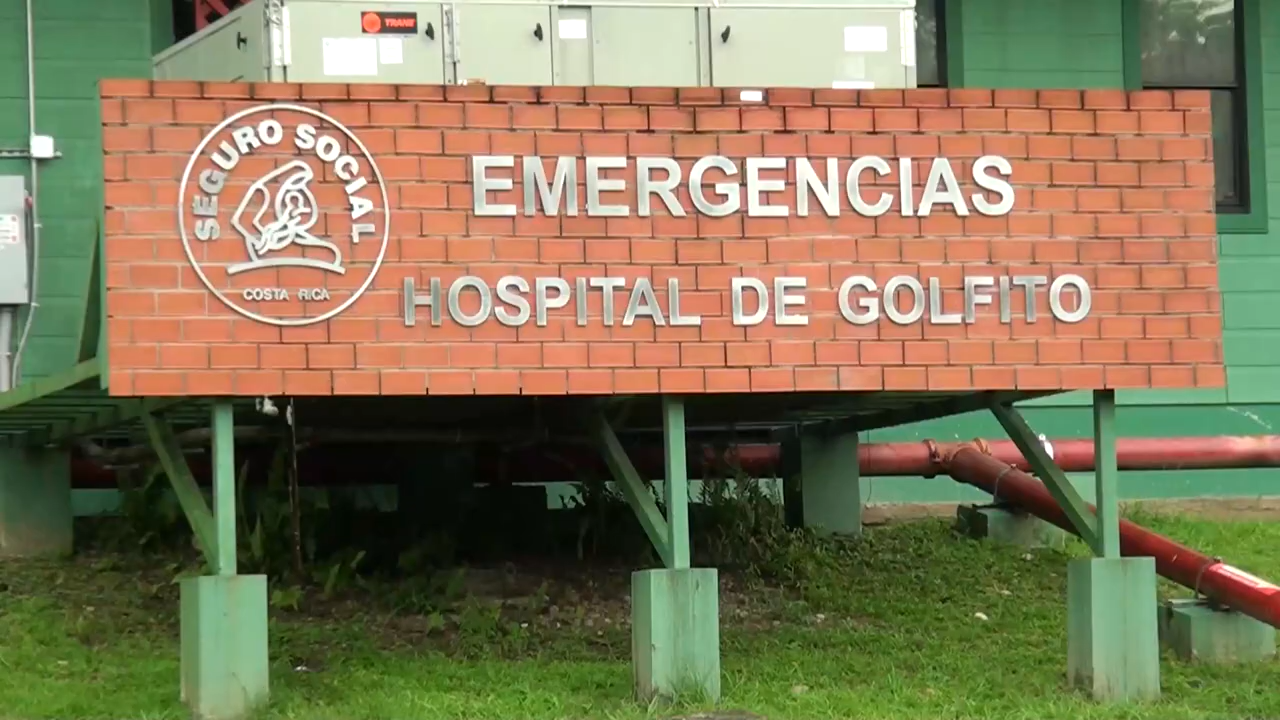 TRANE
SEGURO SOCIAL
COSTA RICA
EMERGENCIAS
HOSPITAL DE GOLFITO